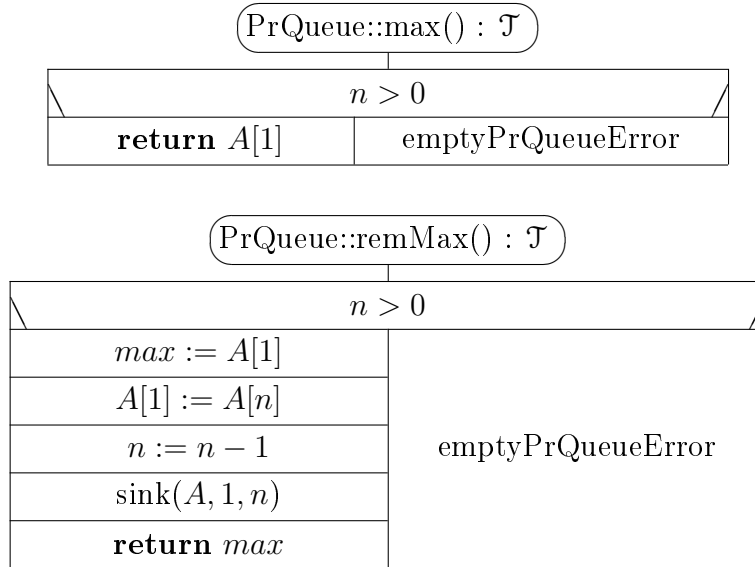 PrQueue::max() : 𝒯
n > 0
return A[1]
emptyPrQueueError
PrQueue::remMax() : 𝒯
n > 0
max := A[1]
A[1] := A[n]
n := n − 1
emptyPrQueueError
sink(A, 1, n)
return max